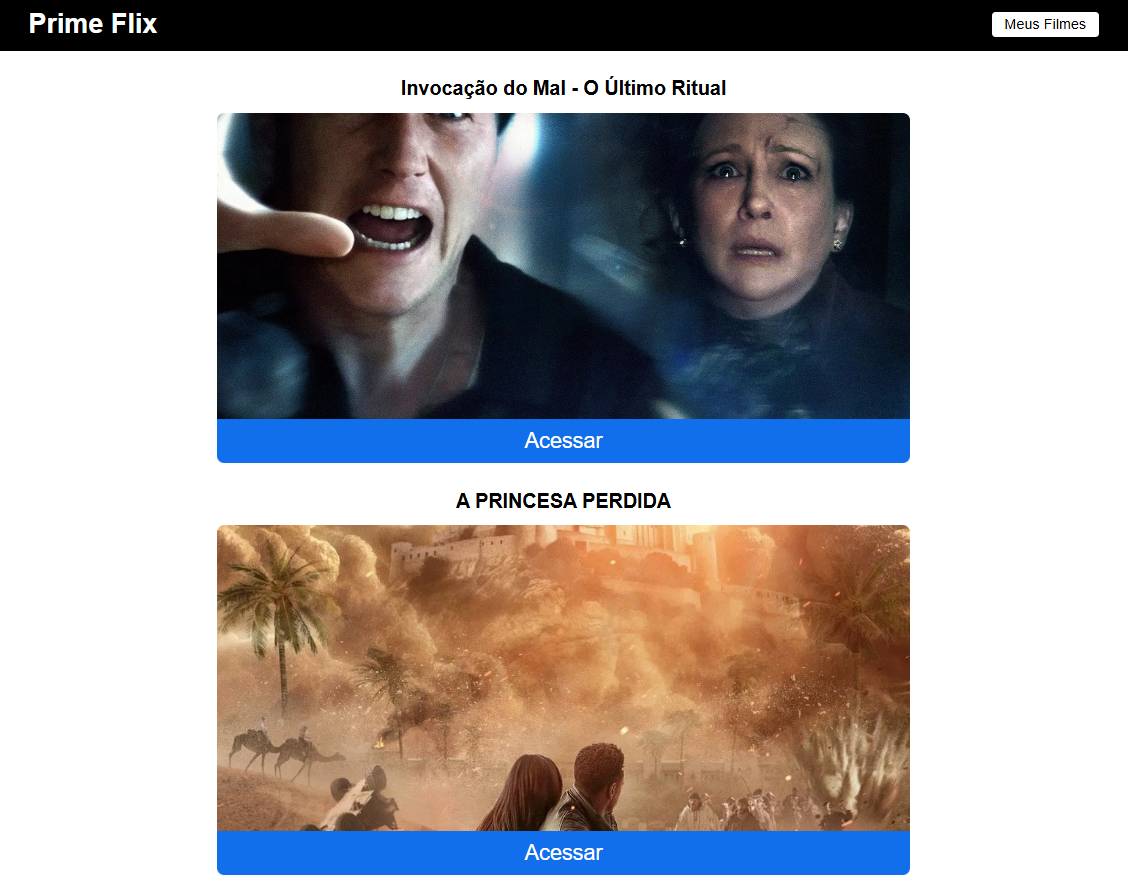 Prime Flix
Meus Filmes
Invocação do Mal - O Último Ritual
Acessar
A PRINCESA PERDIDA
Acessar